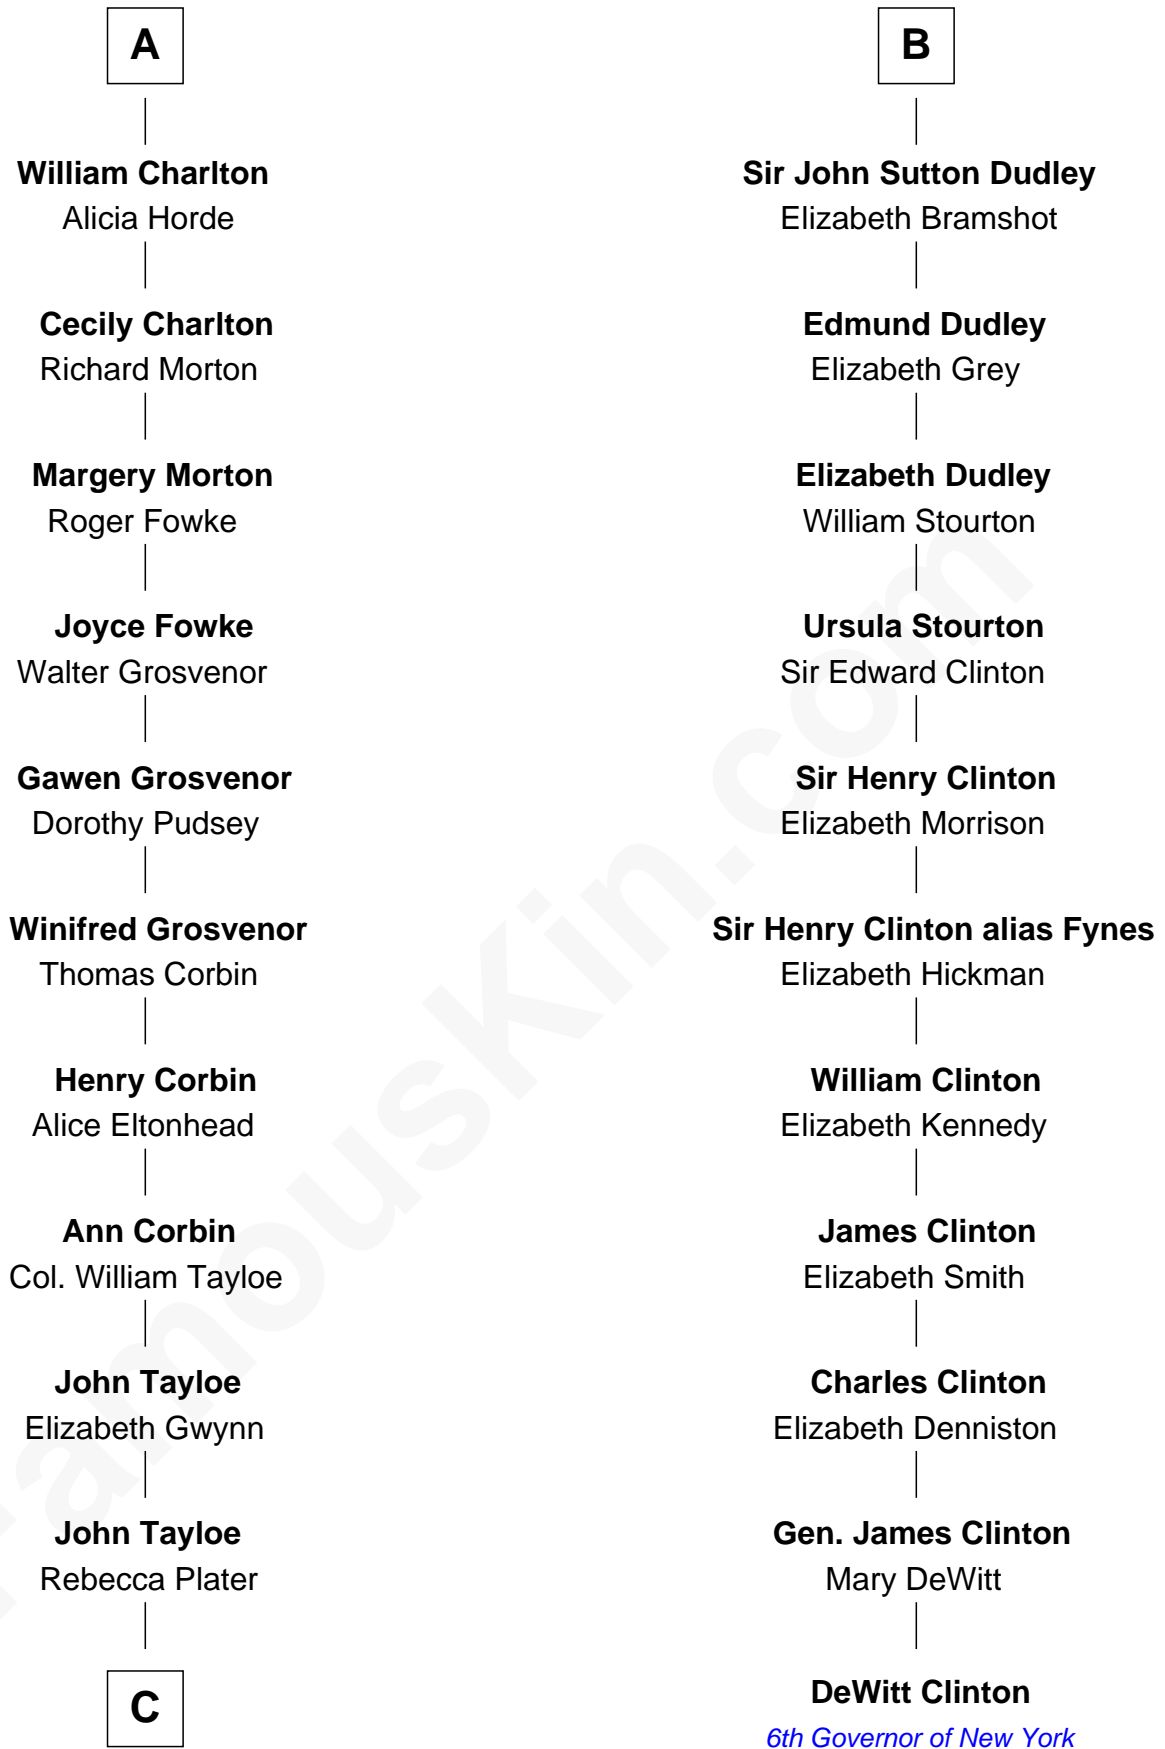 A
William Charlton
Alicia Horde
Cecily Charlton
Richard Morton
Margery Morton
Roger Fowke
Joyce Fowke
Walter Grosvenor
Gawen Grosvenor
Dorothy Pudsey
Winifred Grosvenor
Thomas Corbin
Henry Corbin
Alice Eltonhead
Ann Corbin
Col. William Tayloe
John Tayloe
Elizabeth Gwynn
John Tayloe
Rebecca Plater
C
B
Sir John Sutton Dudley
Elizabeth Bramshot
Edmund Dudley
Elizabeth Grey
Elizabeth Dudley
William Stourton
Ursula Stourton
Sir Edward Clinton
Sir Henry Clinton
Elizabeth Morrison
Sir Henry Clinton alias Fynes
Elizabeth Hickman
William Clinton
Elizabeth Kennedy
James Clinton
Elizabeth Smith
Charles Clinton
Elizabeth Denniston
Gen. James Clinton
Mary DeWitt
DeWitt Clinton
6th Governor of New York
FamousKin.com